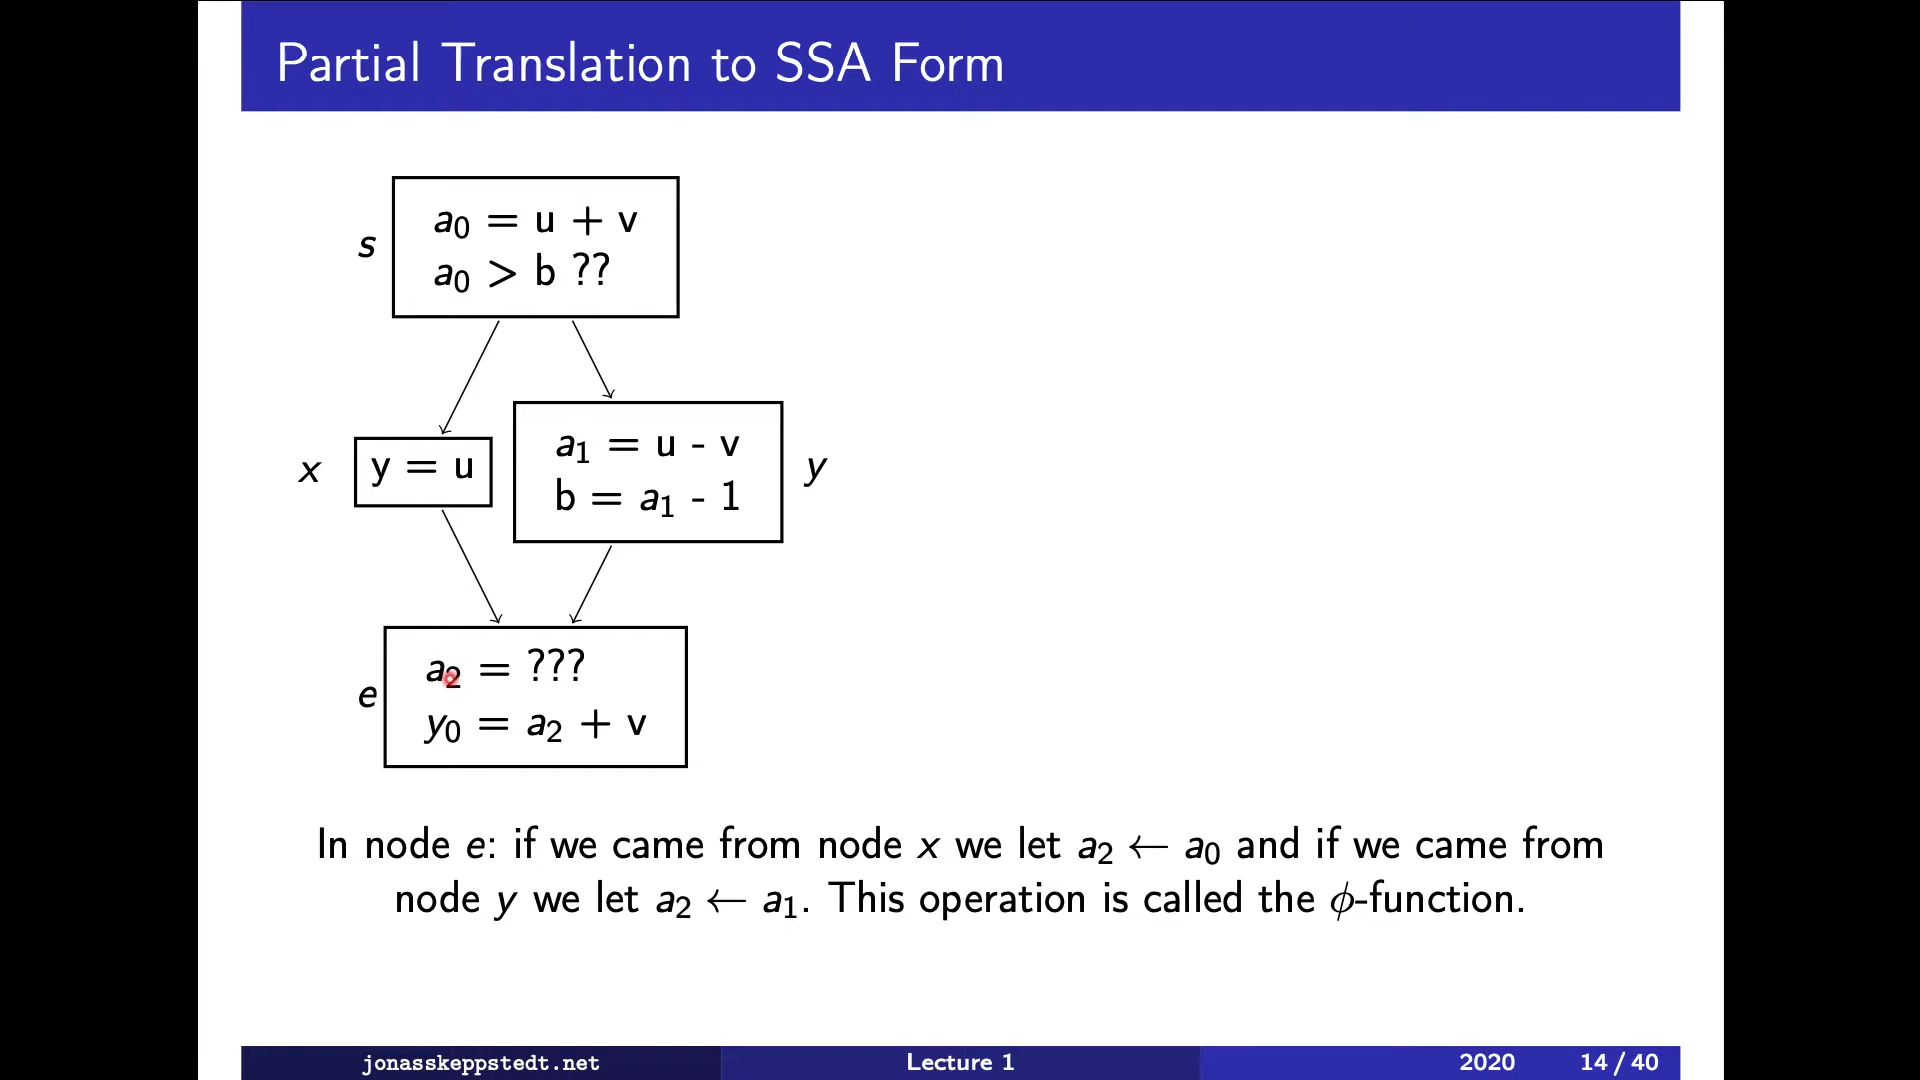 Partial Translation to SSA Form
s
a₀ = u + v
a₀ > b ??
x
y = u
a₁ = u - v
b = a₁ - 1
y
e
a₂ = ???
y₀ = a₂ + v
In node e: if we came from node x we let a₂ ← a₀ and if we came from
node y we let a₂ ← a₁. This operation is called the ϕ-function.
jonasskeppstedt.net
Lecture 1
2020
14 / 40